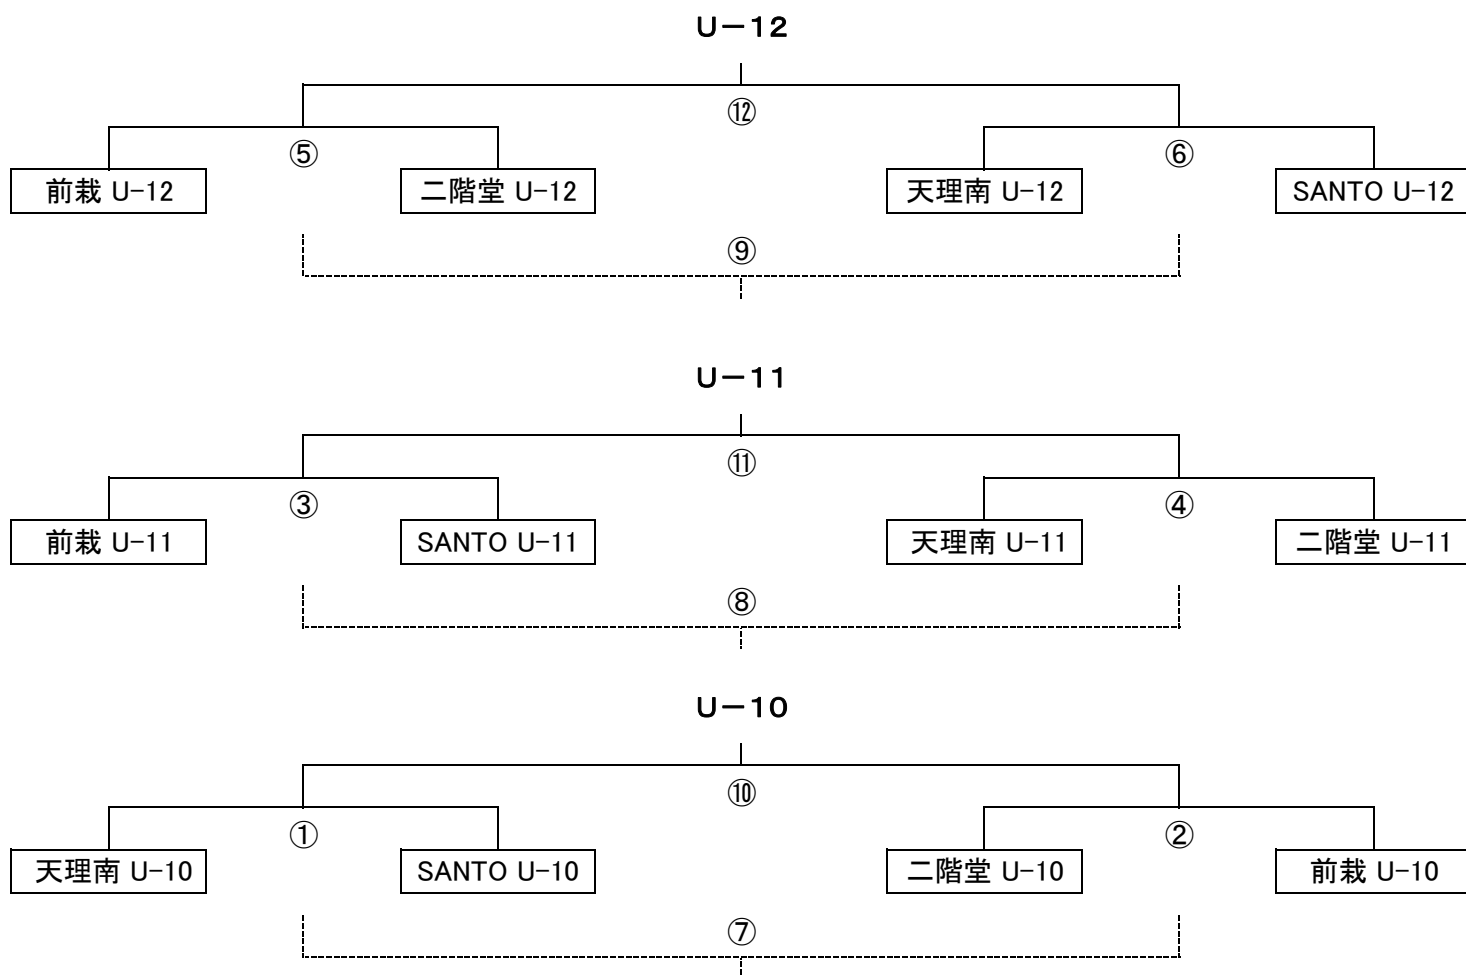 U－12
⑫
⑤ ⑥
前栽 U-12 二階堂 U-12 天理南 U-12 SANTO U-12
⑨
U－11
⑪
③ ④
前栽 U-11 SANTO U-11 天理南 U-11 二階堂 U-11
⑧
U－10
⑩
① ②
天理南 U-10 SANTO U-10 二階堂 U-10 前栽 U-10
⑦